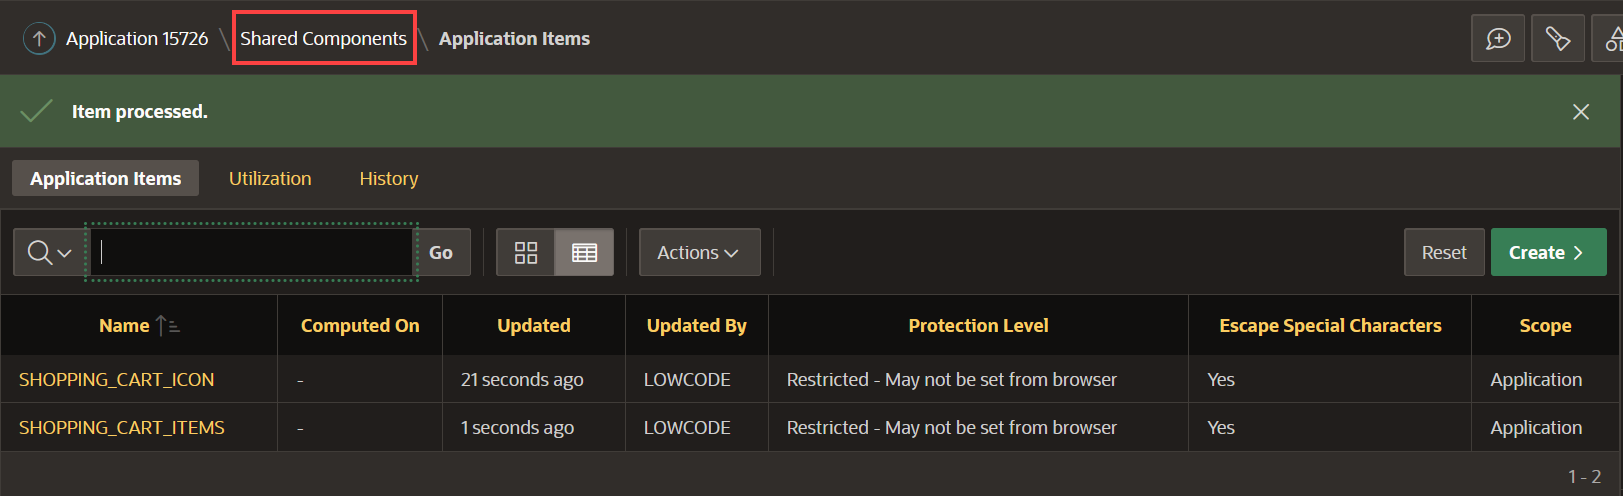 Application 15726 \ Shared Components \ Application Items
Item processed.
Application Items Utilization History
Go Actions Reset Create
Name Computed On Updated Updated By Protection Level Escape Special Characters Scope
SHOPPING_CART_ICON - 21 seconds ago LOWCODE Restricted - May not be set from browser Yes Application
SHOPPING_CART_ITEMS - 1 seconds ago LOWCODE Restricted - May not be set from browser Yes Application
1 - 2